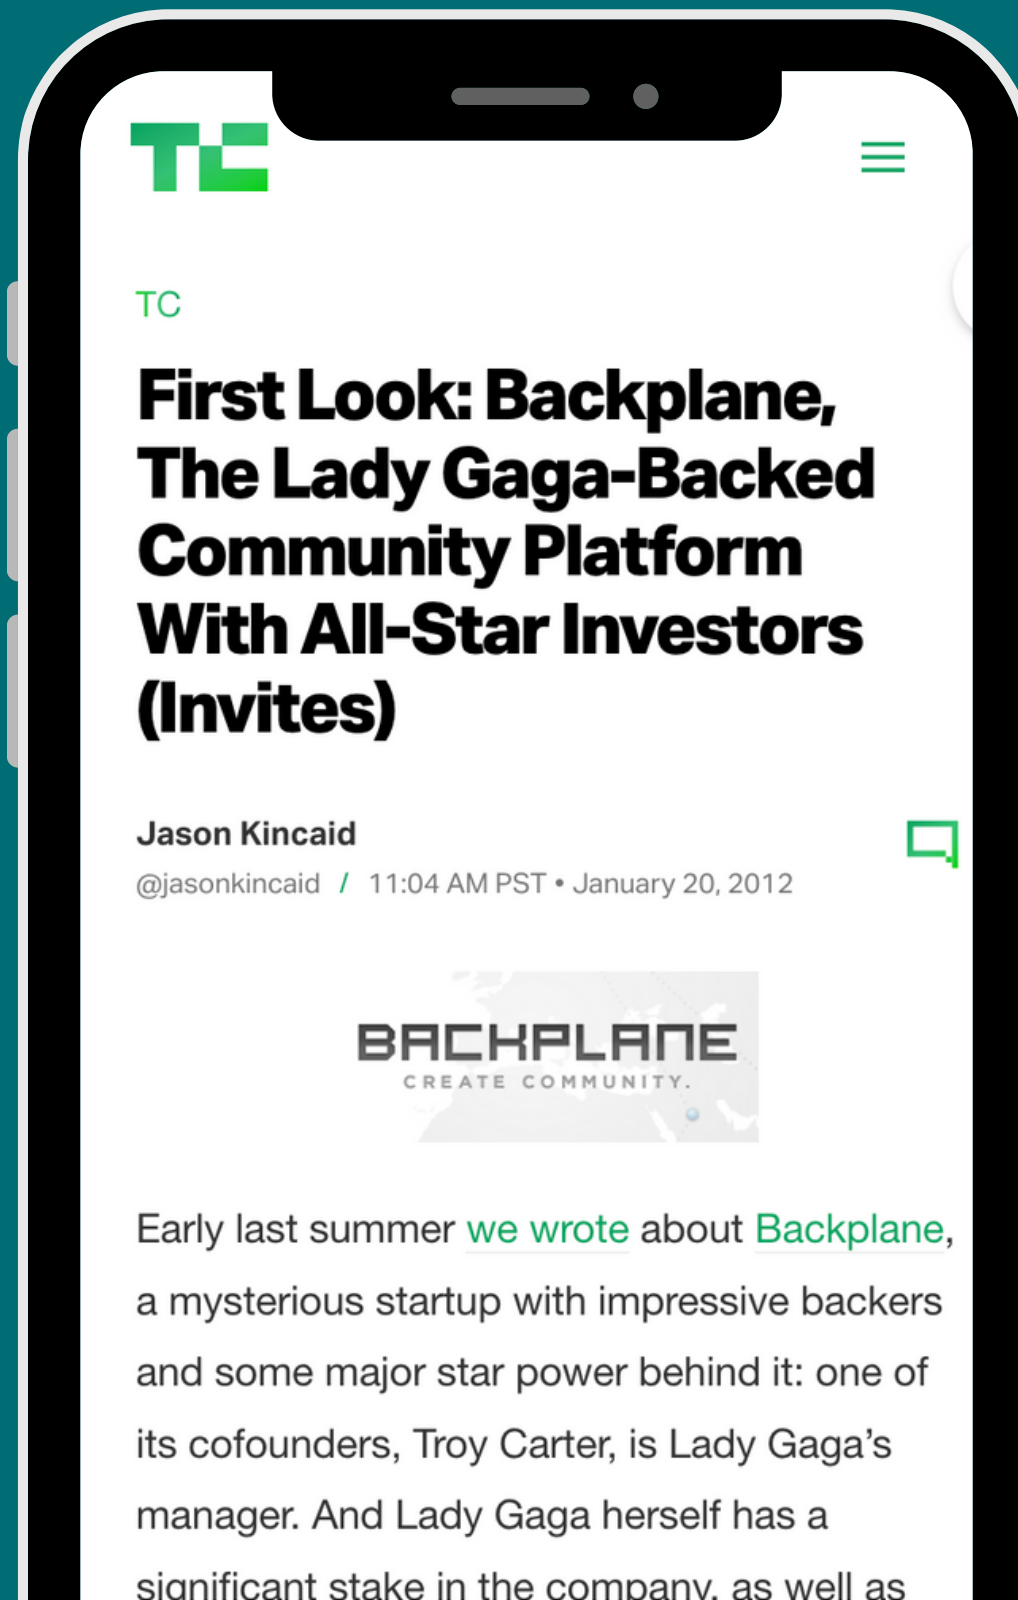 TC
TC
First Look: Backplane,
The Lady Gaga-Backed
Community Platform
With All-Star Investors
(Invites)
Jason Kincaid
@jasonkincaid / 11:04 AM PST • January 20, 2012
BACKPLANE
CREATE COMMUNITY.
Early last summer we wrote about Backplane,
a mysterious startup with impressive backers
and some major star power behind it: one of
its cofounders, Troy Carter, is Lady Gaga’s
manager. And Lady Gaga herself has a
significant stake in the company, as well as